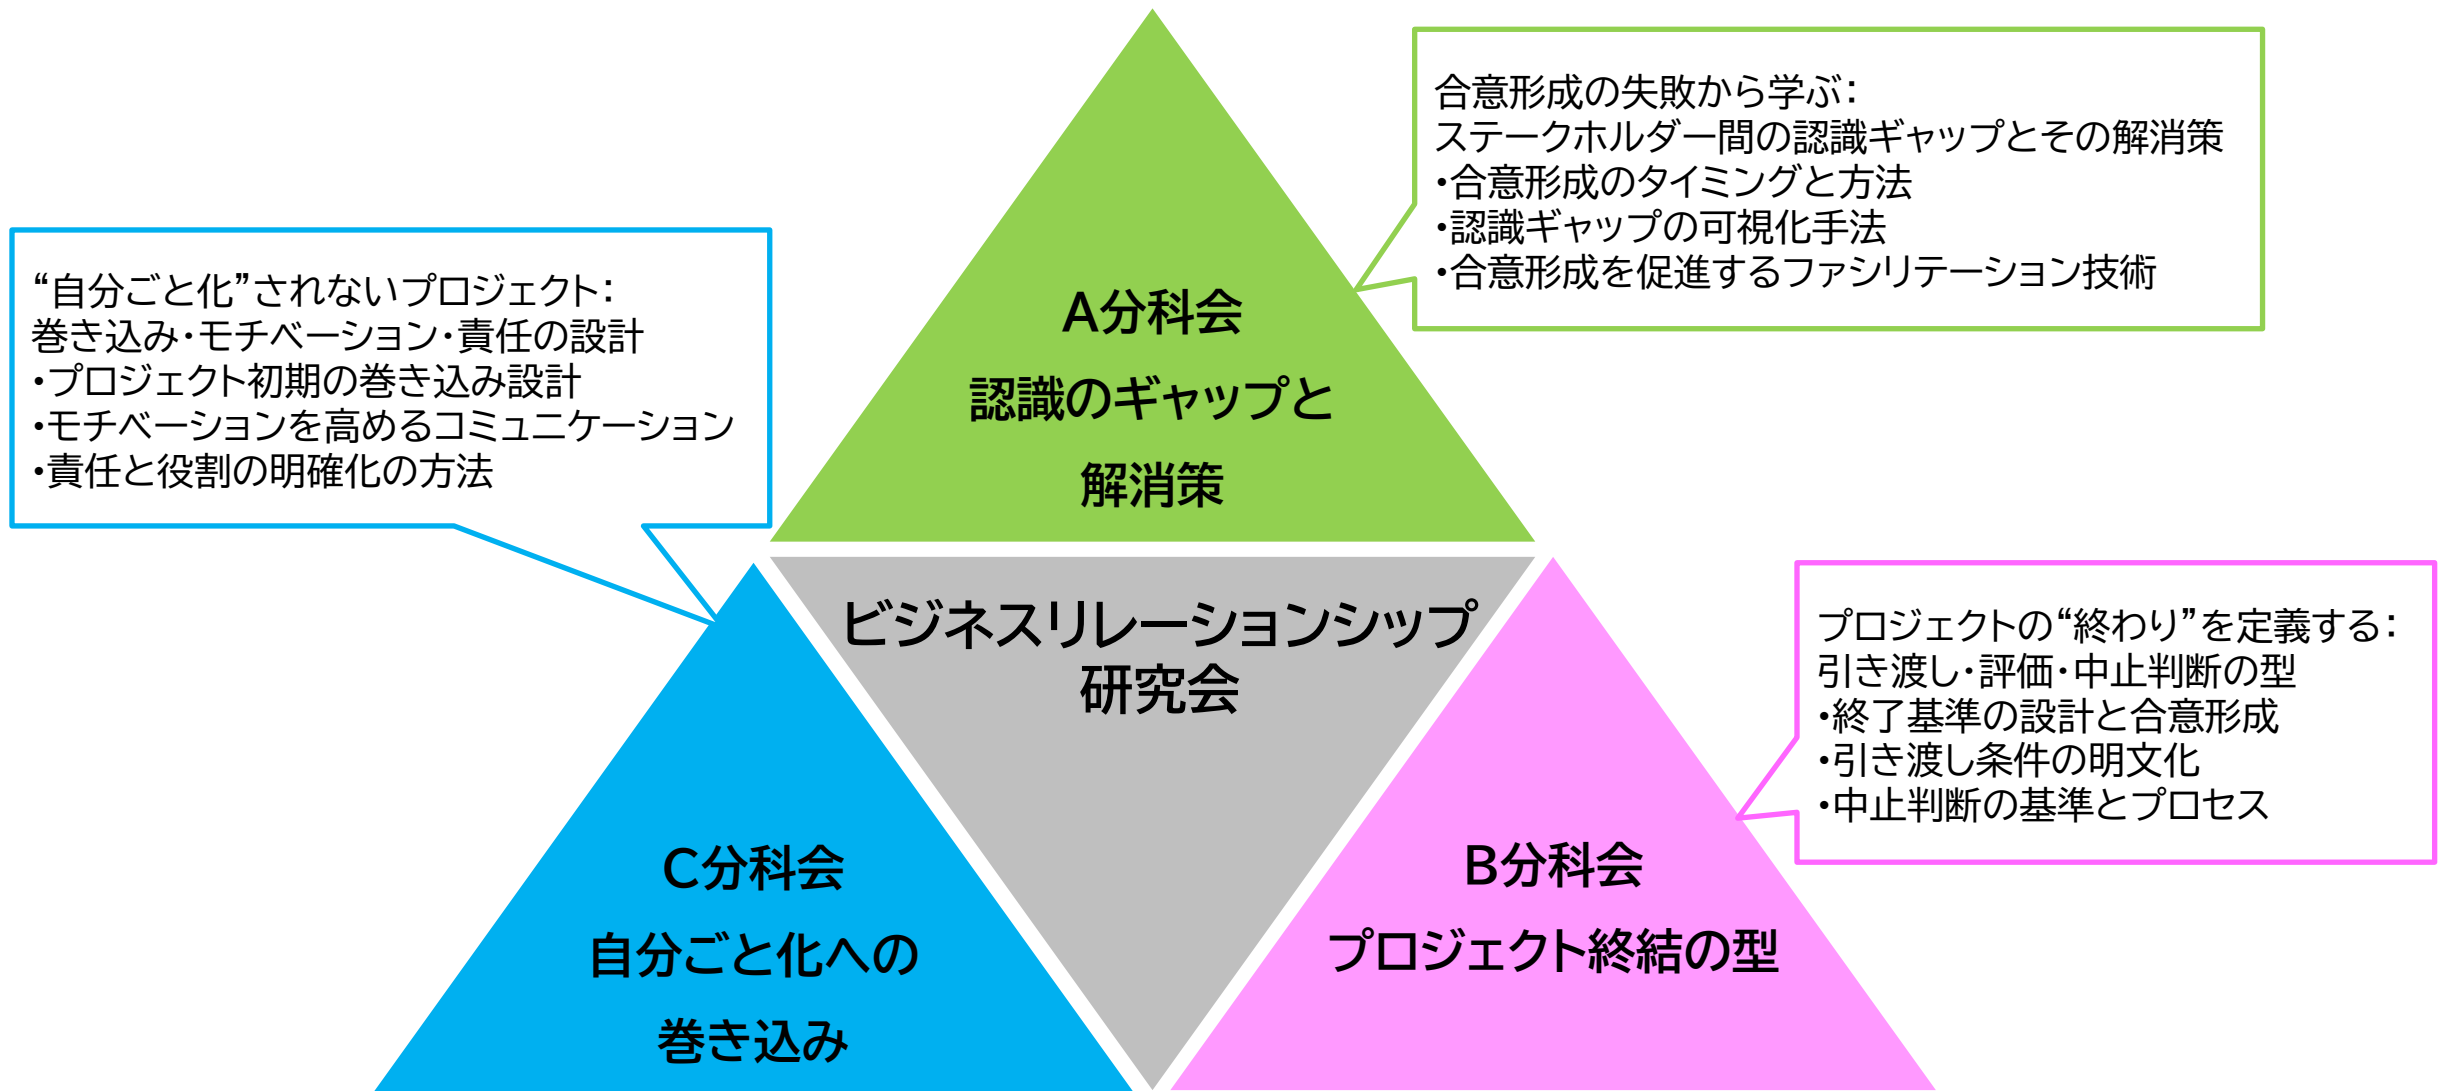 合意形成の失敗から学ぶ：
ステークホルダー間の認識ギャップとその解消策
・合意形成のタイミングと方法
・認識ギャップの可視化手法
・合意形成を促進するファシリテーション技術
“自分ごと化”されないプロジェクト：
巻き込み・モチベーション・責任の設計
・プロジェクト初期の巻き込み設計
・モチベーションを高めるコミュニケーション
・責任と役割の明確化の方法
A分科会
認識のギャップと
解消策
ビジネスリレーションシップ
研究会
プロジェクトの“終わり”を定義する：
引き渡し・評価・中止判断の型
・終了基準の設計と合意形成
・引き渡し条件の明文化
・中止判断の基準とプロセス
C分科会
自分ごと化への
巻き込み
B分科会
プロジェクト終結の型